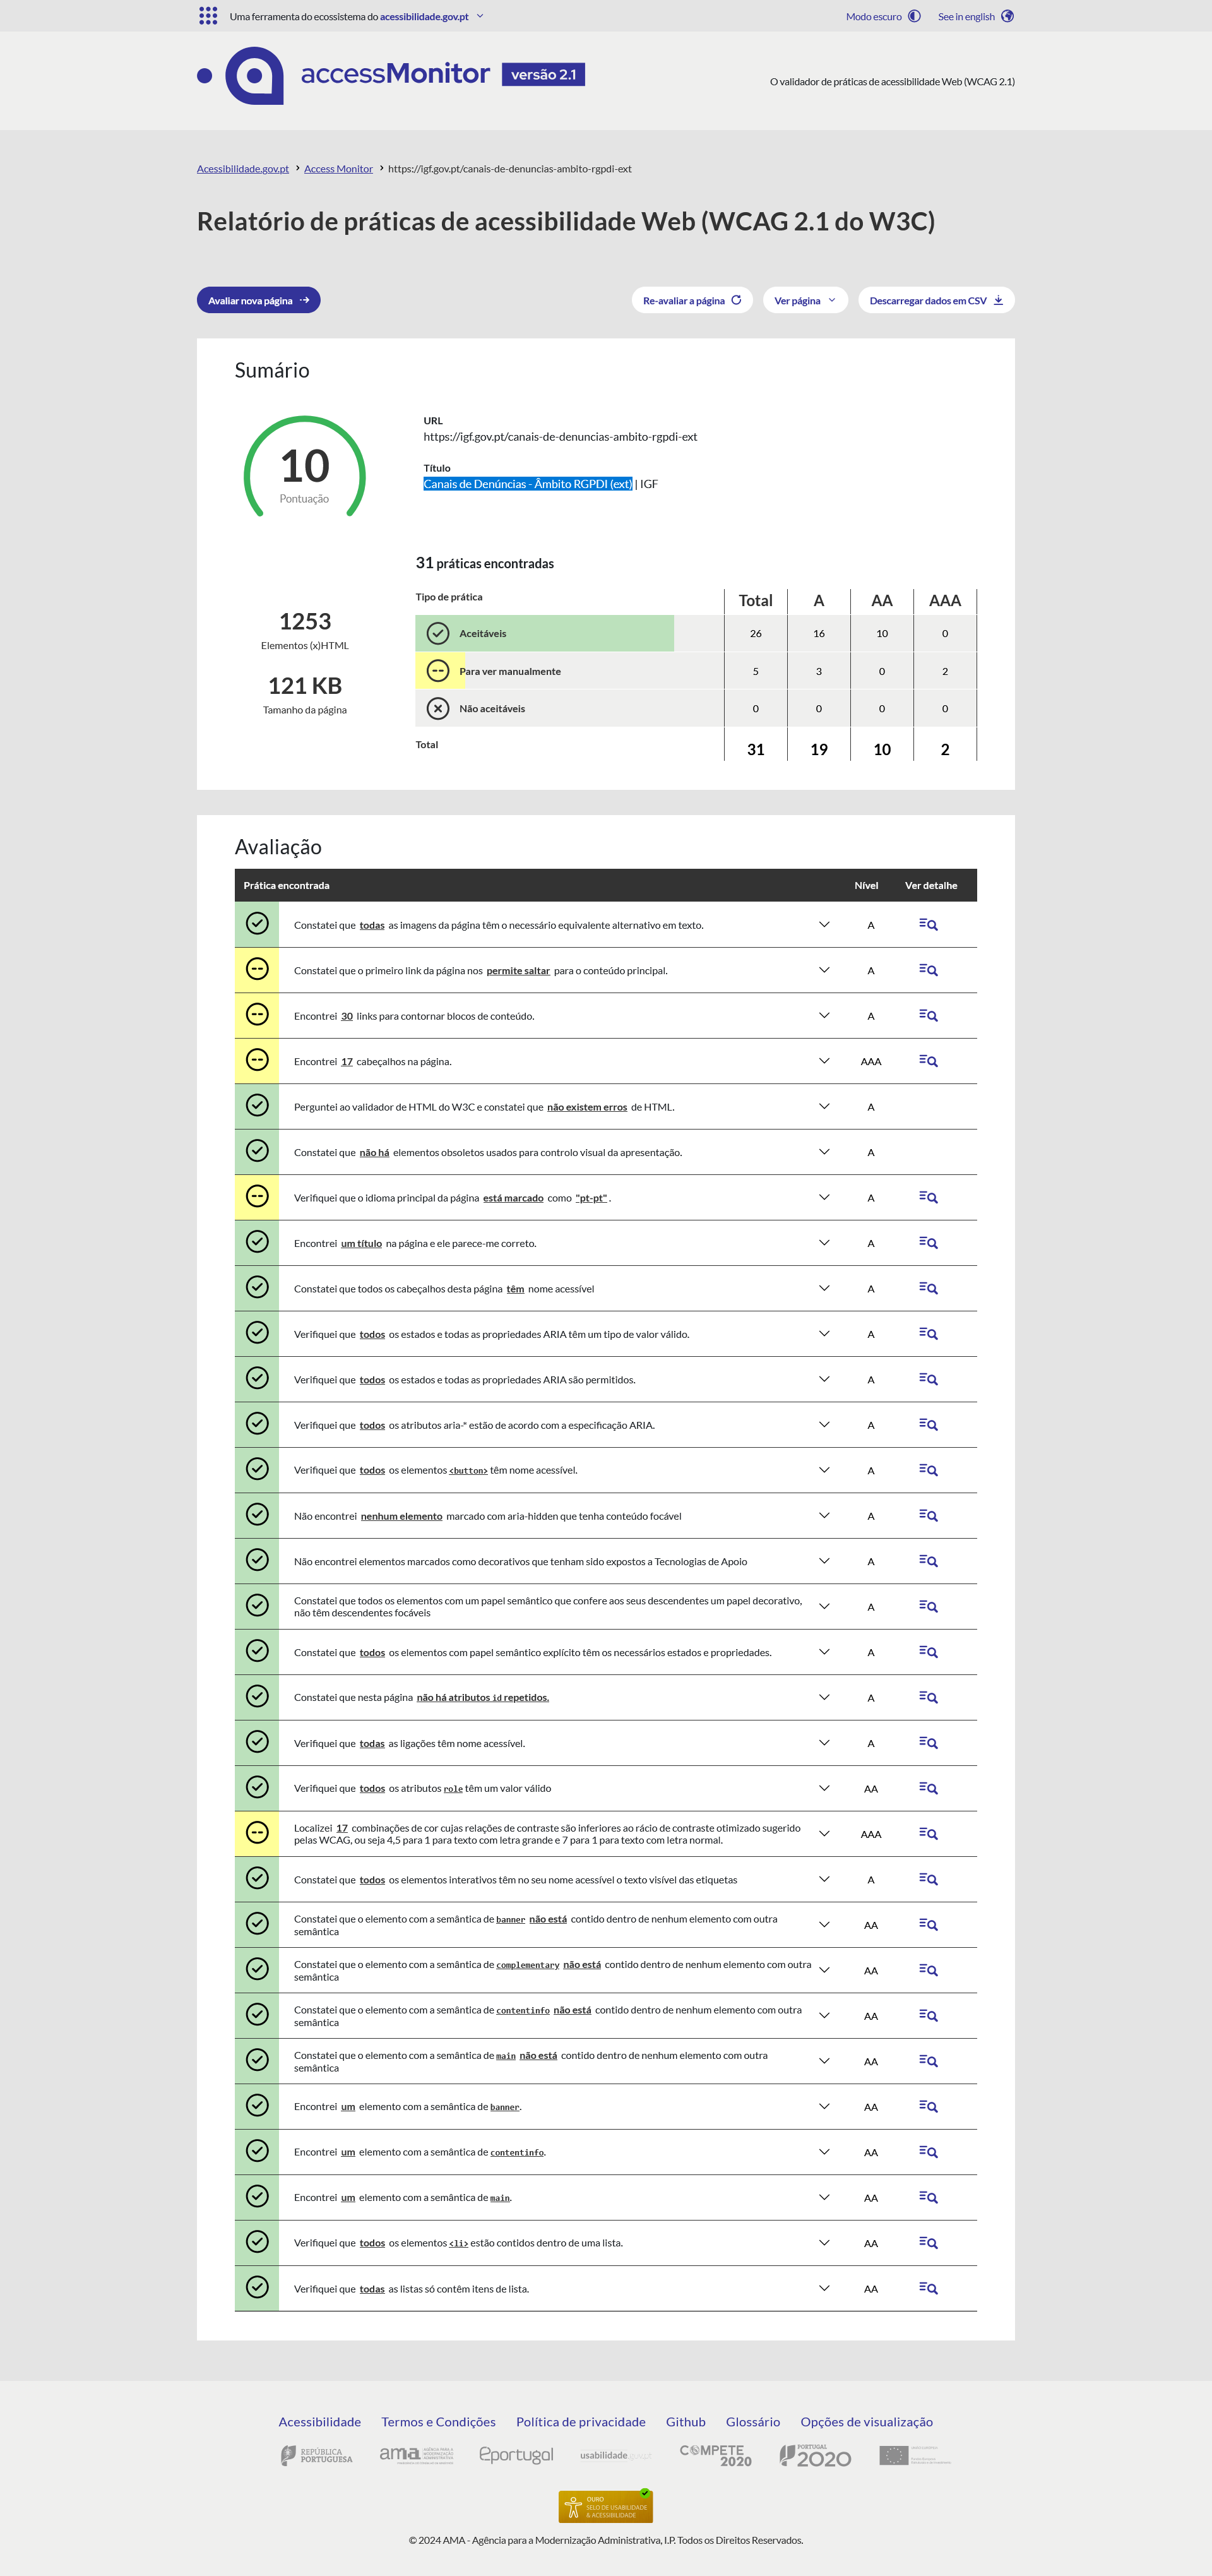 Uma ferramenta do ecossistema do acessibilidade.gov.pt
Modo escuro
See in english
accessMonitor versão 2.1
O validador de práticas de acessibilidade Web (WCAG 2.1)
Acessibilidade.gov.pt › Access Monitor › https://igf.gov.pt/canais-de-denuncias-ambito-rgpdi-ext
Relatório de práticas de acessibilidade Web (WCAG 2.1 do W3C)
Avaliar nova página
Re-avaliar a página
Ver página
Descarregar dados em CSV
Sumário
10
Pontuação
URL
https://igf.gov.pt/canais-de-denuncias-ambito-rgpdi-ext
Título
Canais de Denúncias - Âmbito RGPDI (ext) | IGF
1253
Elementos (x)HTML
121 KB
Tamanho da página
31 práticas encontradas
Tipo de prática Total A AA AAA
Aceitáveis 26 16 10 0
Para ver manualmente 5 3 0 2
Não aceitáveis 0 0 0 0
Total 31 19 10 2
Avaliação
Prática encontrada Nível Ver detalhe
Constatei que todas as imagens da página têm o necessário equivalente alternativo em texto. A
Constatei que o primeiro link da página nos permite saltar para o conteúdo principal. A
Encontrei 30 links para contornar blocos de conteúdo. A
Encontrei 17 cabeçalhos na página. AAA
Perguntei ao validador de HTML do W3C e constatei que não existem erros de HTML. A
Constatei que não há elementos obsoletos usados para controlo visual da apresentação. A
Verifiquei que o idioma principal da página está marcado como "pt-pt" . A
Encontrei um título na página e ele parece-me correto. A
Constatei que todos os cabeçalhos desta página têm nome acessível A
Verifiquei que todos os estados e todas as propriedades ARIA têm um tipo de valor válido. A
Verifiquei que todos os estados e todas as propriedades ARIA são permitidos. A
Verifiquei que todos os atributos aria-* estão de acordo com a especificação ARIA. A
Verifiquei que todos os elementos <button> têm nome acessível. A
Não encontrei nenhum elemento marcado com aria-hidden que tenha conteúdo focável A
Não encontrei elementos marcados como decorativos que tenham sido expostos a Tecnologias de Apoio A
Constatei que todos os elementos com um papel semântico que confere aos seus descendentes um papel decorativo,
não têm descendentes focáveis A
Constatei que todos os elementos com papel semântico explícito têm os necessários estados e propriedades. A
Constatei que nesta página não há atributos id repetidos. A
Verifiquei que todas as ligações têm nome acessível. A
Verifiquei que todos os atributos role têm um valor válido AA
Localizei 17 combinações de cor cujas relações de contraste são inferiores ao rácio de contraste otimizado sugerido
pelas WCAG, ou seja 4,5 para 1 para texto com letra grande e 7 para 1 para texto com letra normal. AAA
Constatei que todos os elementos interativos têm no seu nome acessível o texto visível das etiquetas A
Constatei que o elemento com a semântica de banner não está contido dentro de nenhum elemento com outra
semântica AA
Constatei que o elemento com a semântica de complementary não está contido dentro de nenhum elemento com outra
semântica AA
Constatei que o elemento com a semântica de contentinfo não está contido dentro de nenhum elemento com outra
semântica AA
Constatei que o elemento com a semântica de main não está contido dentro de nenhum elemento com outra
semântica AA
Encontrei um elemento com a semântica de banner. AA
Encontrei um elemento com a semântica de contentinfo. AA
Encontrei um elemento com a semântica de main. AA
Verifiquei que todos os elementos <li> estão contidos dentro de uma lista. AA
Verifiquei que todas as listas só contêm itens de lista. AA
Acessibilidade Termos e Condições Política de privacidade Github Glossário Opções de visualização
REPÚBLICA
PORTUGUESA
ama
eportugal
usabilidade
COMPETE
2020
PORTUGAL
2020
OURO
SELO DE USABILIDADE
& ACESSIBILIDADE
© 2024 AMA - Agência para a Modernização Administrativa, I.P. Todos os Direitos Reservados.